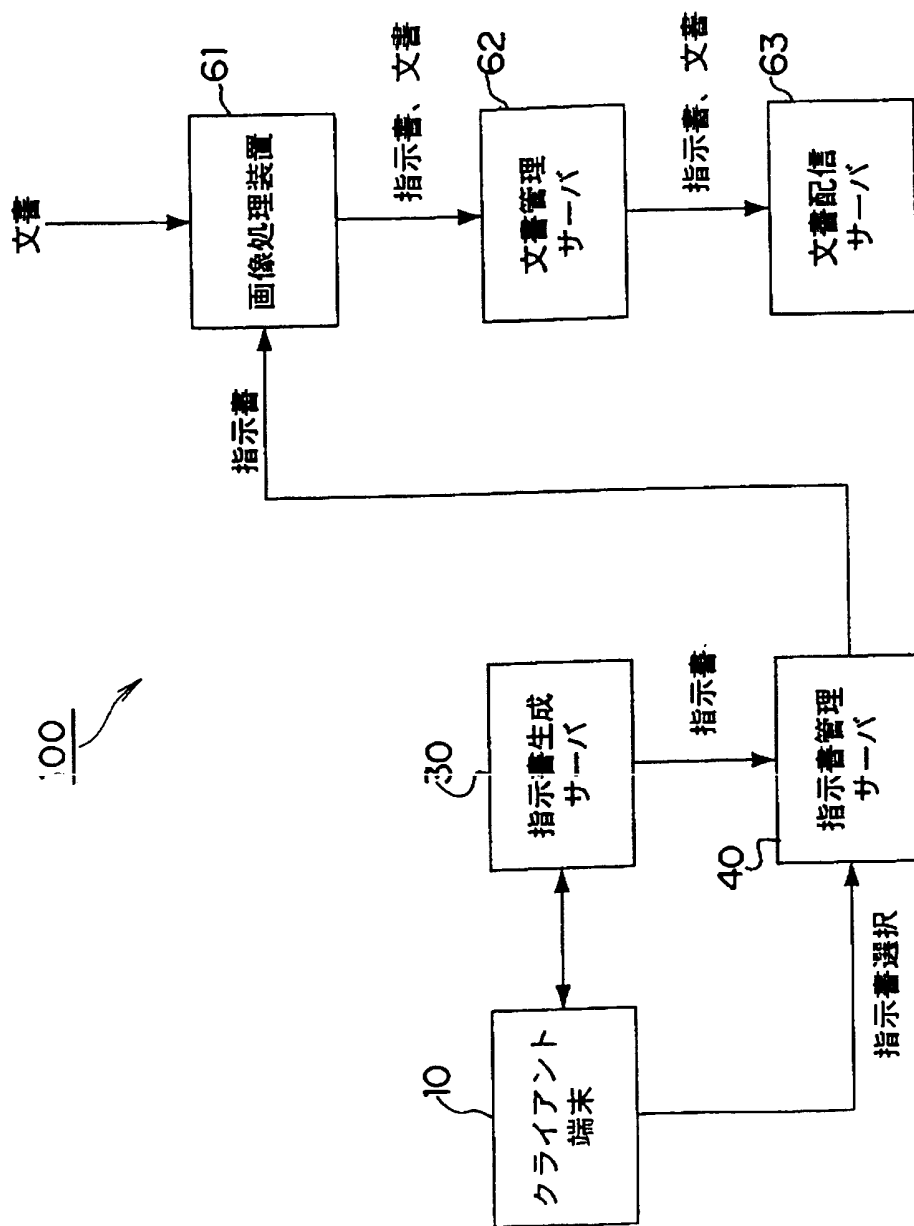 100
10
クライアント
端末
30
指示書生成
サーバ
指示書
40
指示書管理
サーバ
指示書選択
指示書
文書
61
画像処理装置
指示書、文書
62
文書管理
サーバ
指示書、文書
63
文書配信
サーバ